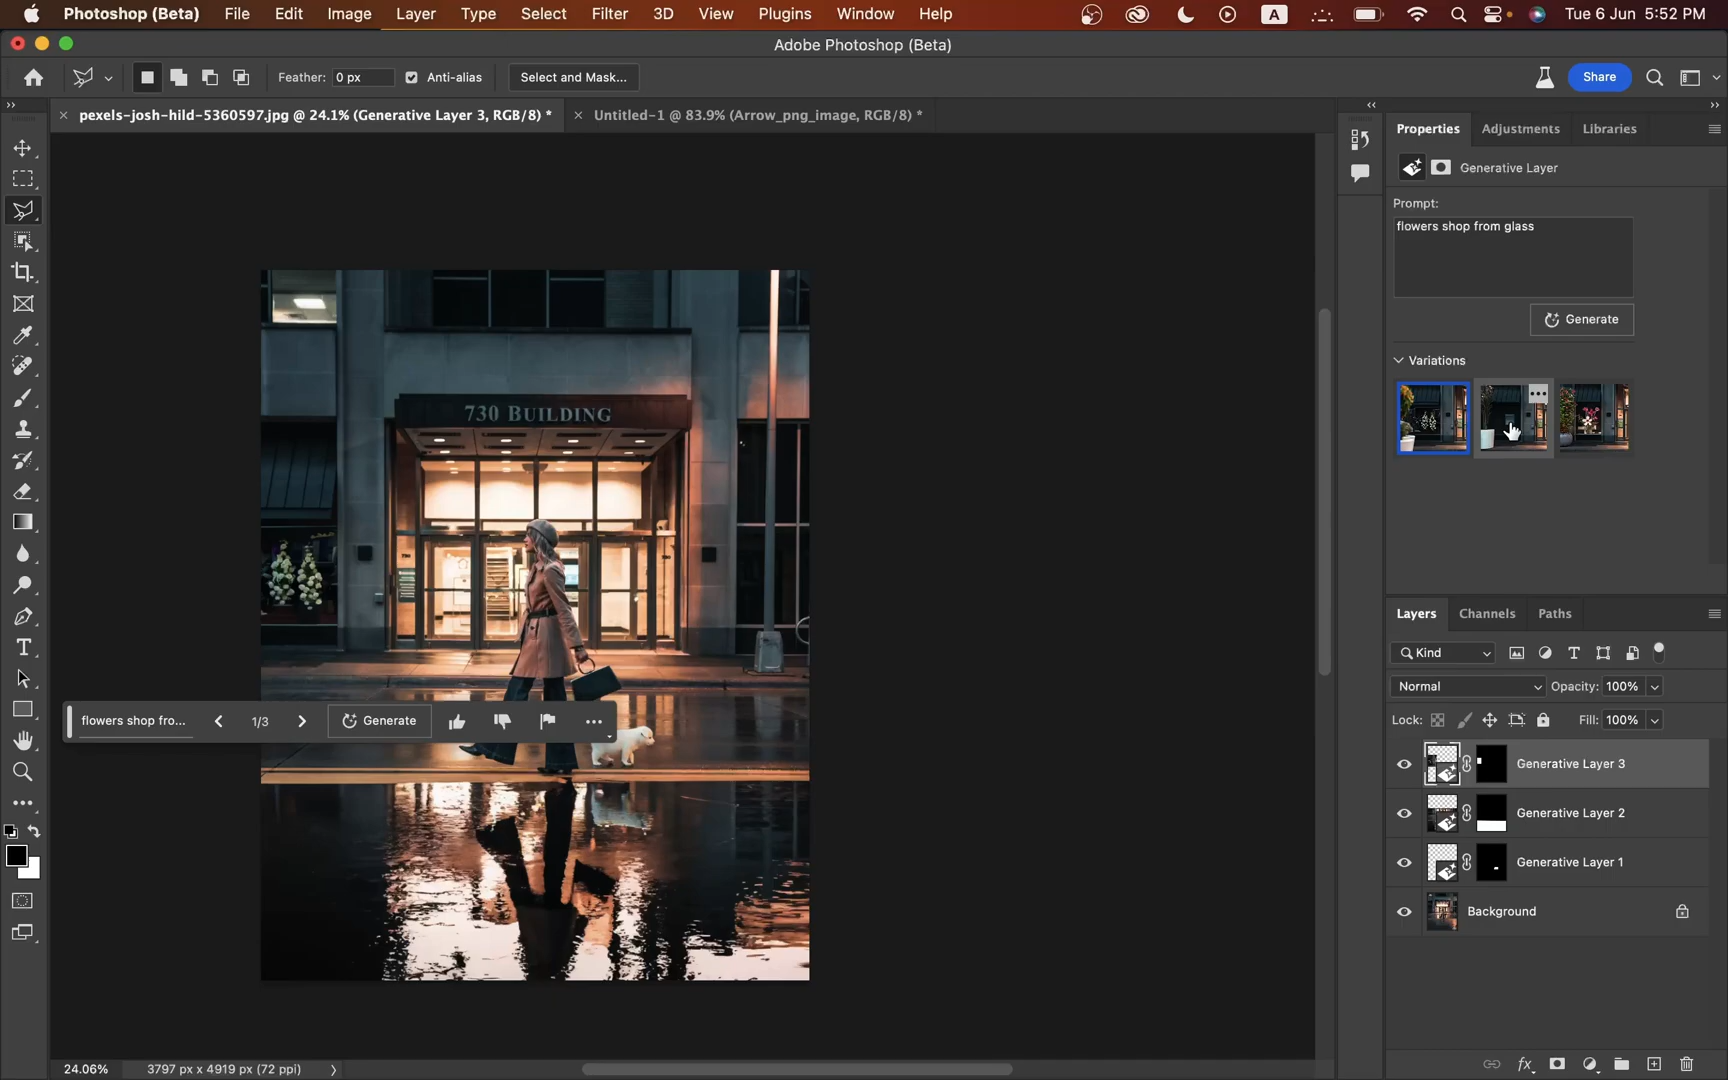 Photoshop (Beta) File Edit Image Layer Type Select Filter 3D View Plugins Window Help A Tue 6 Jun 5:52 PM
Adobe Photoshop (Beta)
Feather: 0 px Anti-alias Select and Mask... Share
pexels-josh-hild-5360597.jpg @ 24.1% (Generative Layer 3, RGB/8) * Untitled-1 @ 83.9% (Arrow_png_image, RGB/8) *
Properties Adjustments Libraries
Generative Layer
Prompt:
flowers shop from glass
Generate
Variations
730 BUILDING
flowers shop fro... 1/3 Generate
Layers Channels Paths
Kind
Normal Opacity: 100%
Lock: Fill: 100%
Generative Layer 3
Generative Layer 2
Generative Layer 1
Background
24.06% 3797 px x 4919 px (72 ppi)